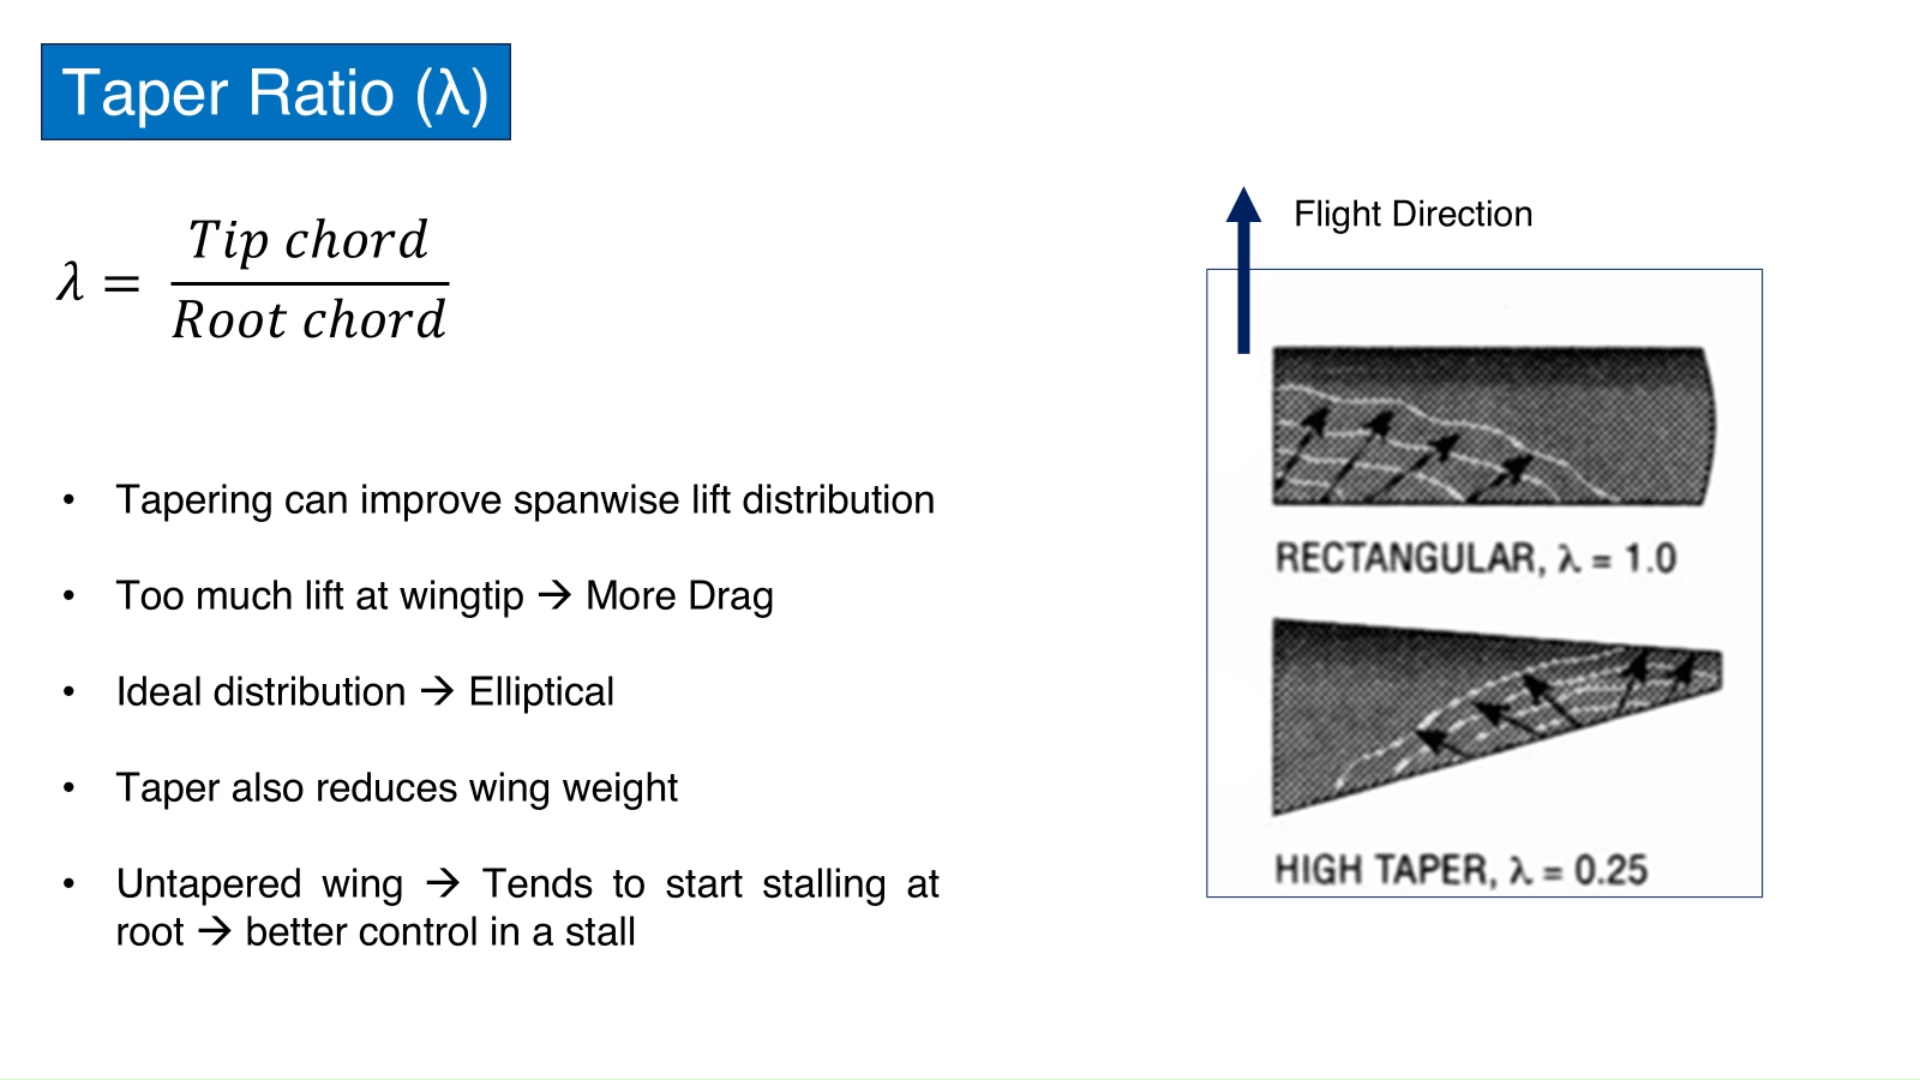 Taper Ratio (λ)
λ = Tip chord / Root chord
• Tapering can improve spanwise lift distribution
• Too much lift at wingtip → More Drag
• Ideal distribution → Elliptical
• Taper also reduces wing weight
• Untapered wing → Tends to start stalling at
root → better control in a stall
Flight Direction
RECTANGULAR, λ = 1.0
HIGH TAPER, λ = 0.25